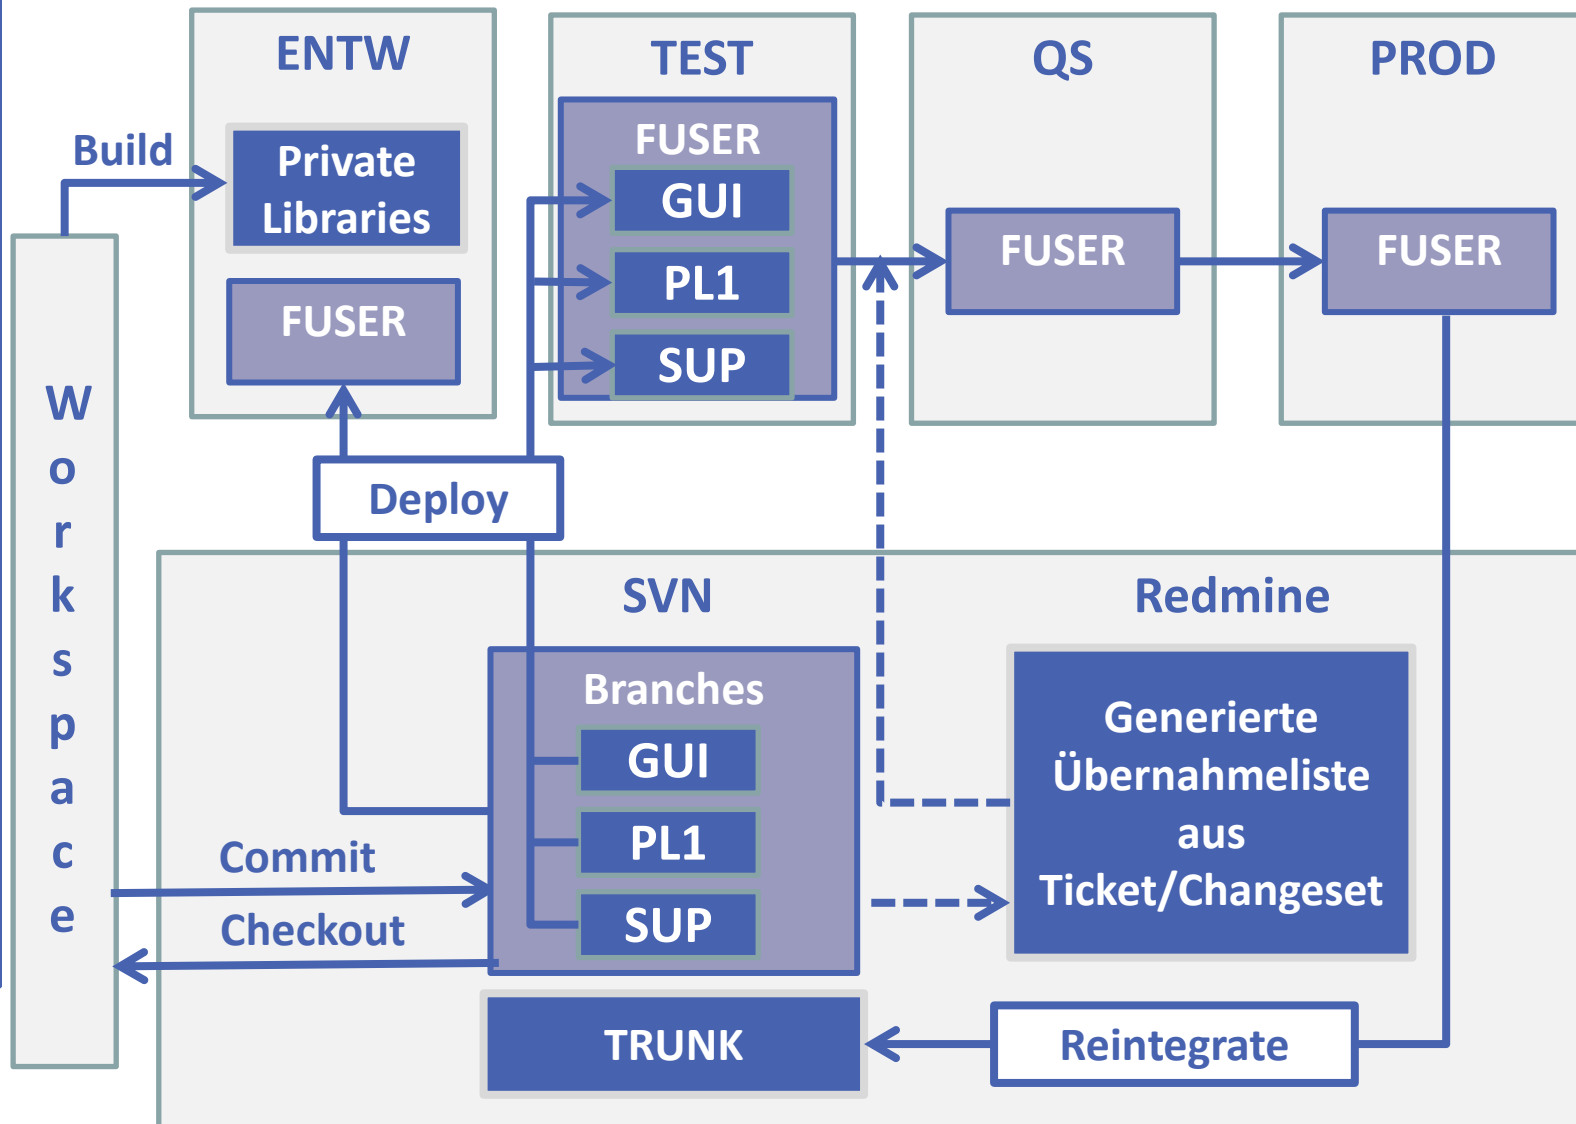 ENTW
TEST
QS
PROD
Build
Private
Libraries
FUSER
FUSER
GUI
PL1
SUP
FUSER
FUSER
Workspace
Deploy
SVN
Redmine
Branches
GUI
PL1
SUP
Generierte
Übernahmeliste
aus
Ticket/Changeset
Commit
Checkout
TRUNK
Reintegrate